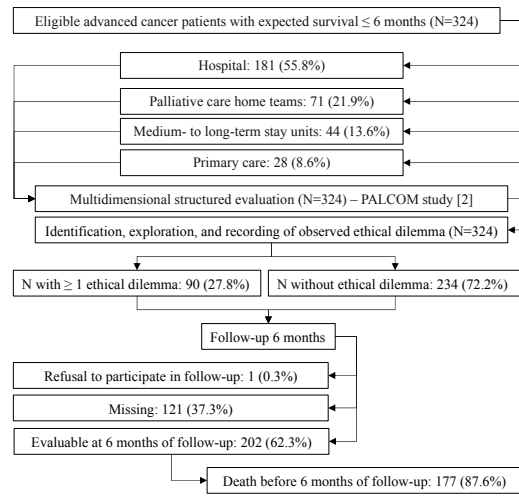 Eligible advanced cancer patients with expected survival ≤ 6 months (N=324)
Hospital: 181 (55.8%)
Palliative care home teams: 71 (21.9%)
Medium- to long-term stay units: 44 (13.6%)
Primary care: 28 (8.6%)
Multidimensional structured evaluation (N=324) – PALCOM study [2]
Identification, exploration, and recording of observed ethical dilemma (N=324)
N with ≥ 1 ethical dilemma: 90 (27.8%)
N without ethical dilemma: 234 (72.2%)
Follow-up 6 months
Refusal to participate in follow-up: 1 (0.3%)
Missing: 121 (37.3%)
Evaluable at 6 months of follow-up: 202 (62.3%)
Death before 6 months of follow-up: 177 (87.6%)